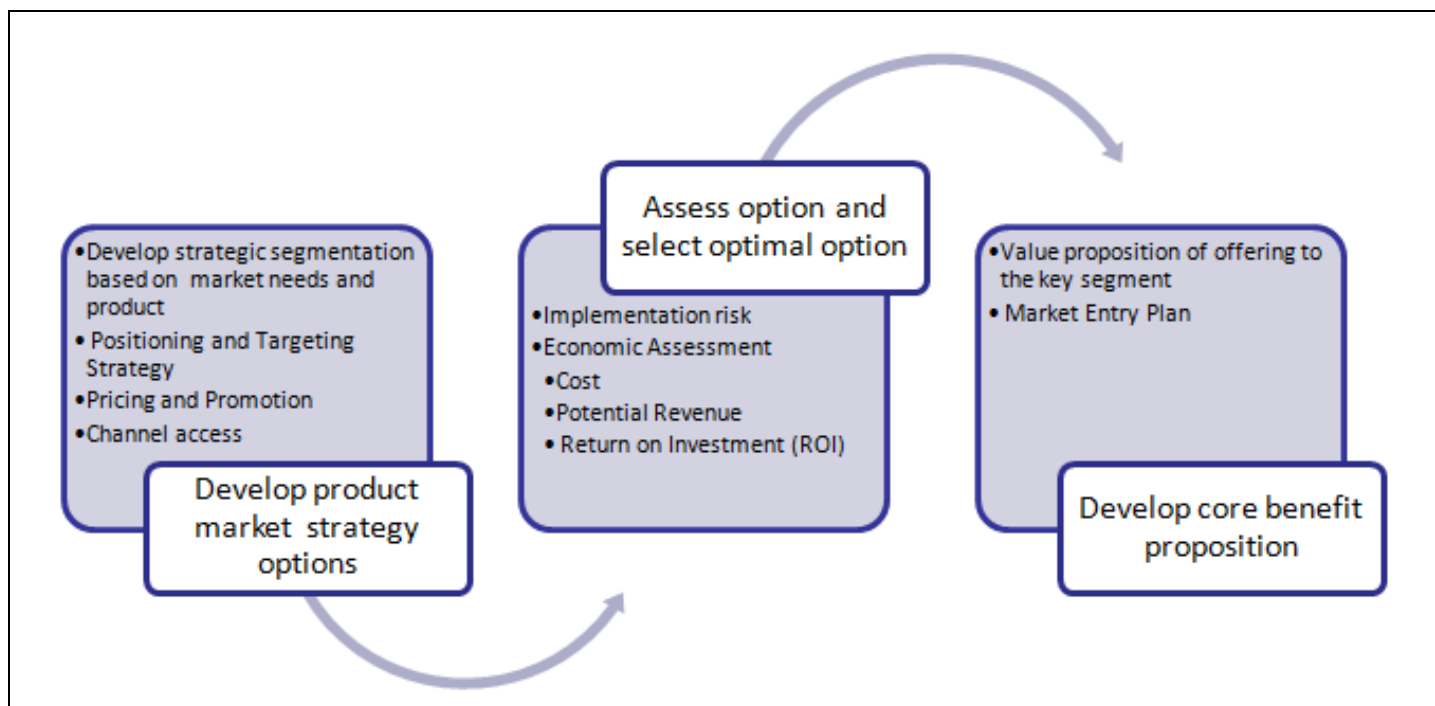 •Develop strategic segmentation
based on market needs and
product
• Positioning and Targeting
Strategy
•Pricing and Promotion
•Channel access
Develop product
market strategy
options
Assess option and
select optimal option
•Implementation risk
•Economic Assessment
•Cost
•Potential Revenue
• Return on Investment (ROI)
•Value proposition of offering to
the key segment
• Market Entry Plan
Develop core benefit
proposition